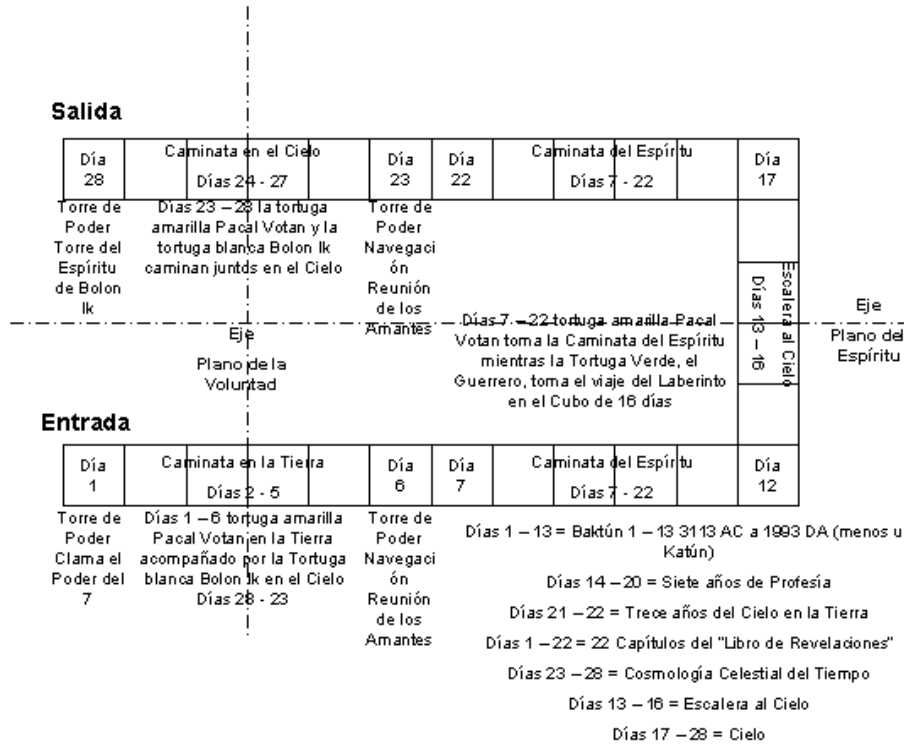 Salida
Día
28
Caminata en el Cielo
Días 24 - 27
Día
23
Día
22
Caminata del Espíritu
Días 7 - 22
Día
17
Torre de
Poder
Torre del
Espíritu
de Bolon
Ik
Días 23 – 28 la tortuga
amarilla Pacal Votan y la
tortuga blanca Bolon Ik
caminan juntos en el Cielo
Torre de
Poder
Navegaci
ón
Reunión
de los
Amantes
Escalera al Cielo
Días 13 – 16
Eje
Plano de la
Voluntad
Días 7 – 22 tortuga amarilla Pacal
Votan toma la Caminata del Espíritu
mientras la Tortuga Verde, el
Guerrero, toma el viaje del Laberinto
en el Cubo de 16 días
Eje
Plano del
Espíritu
Entrada
Día
1
Caminata en la Tierra
Días 2 - 5
Día
6
Día
7
Caminata del Espíritu
Días 7 - 22
Día
12
Torre de
Poder
Clama el
Poder del
7
Días 1 – 6 tortuga amarilla
Pacal Votan en la Tierra
acompañado por la Tortuga
blanca Bolon Ik en el Cielo
Días 28 - 23
Torre de
Poder
Navegaci
ón
Reunión
de los
Amantes
Días 1 – 13 = Baktún 1 – 13 3113 AC a 1993 DA (menos u
Katún)
Días 14 – 20 = Siete años de Profesía
Días 21 – 22 = Trece años del Cielo en la Tierra
Días 1 – 22 = 22 Capítulos del "Libro de Revelaciones"
Días 23 – 28 = Cosmología Celestial del Tiempo
Días 13 – 16 = Escalera al Cielo
Días 17 – 28 = Cielo